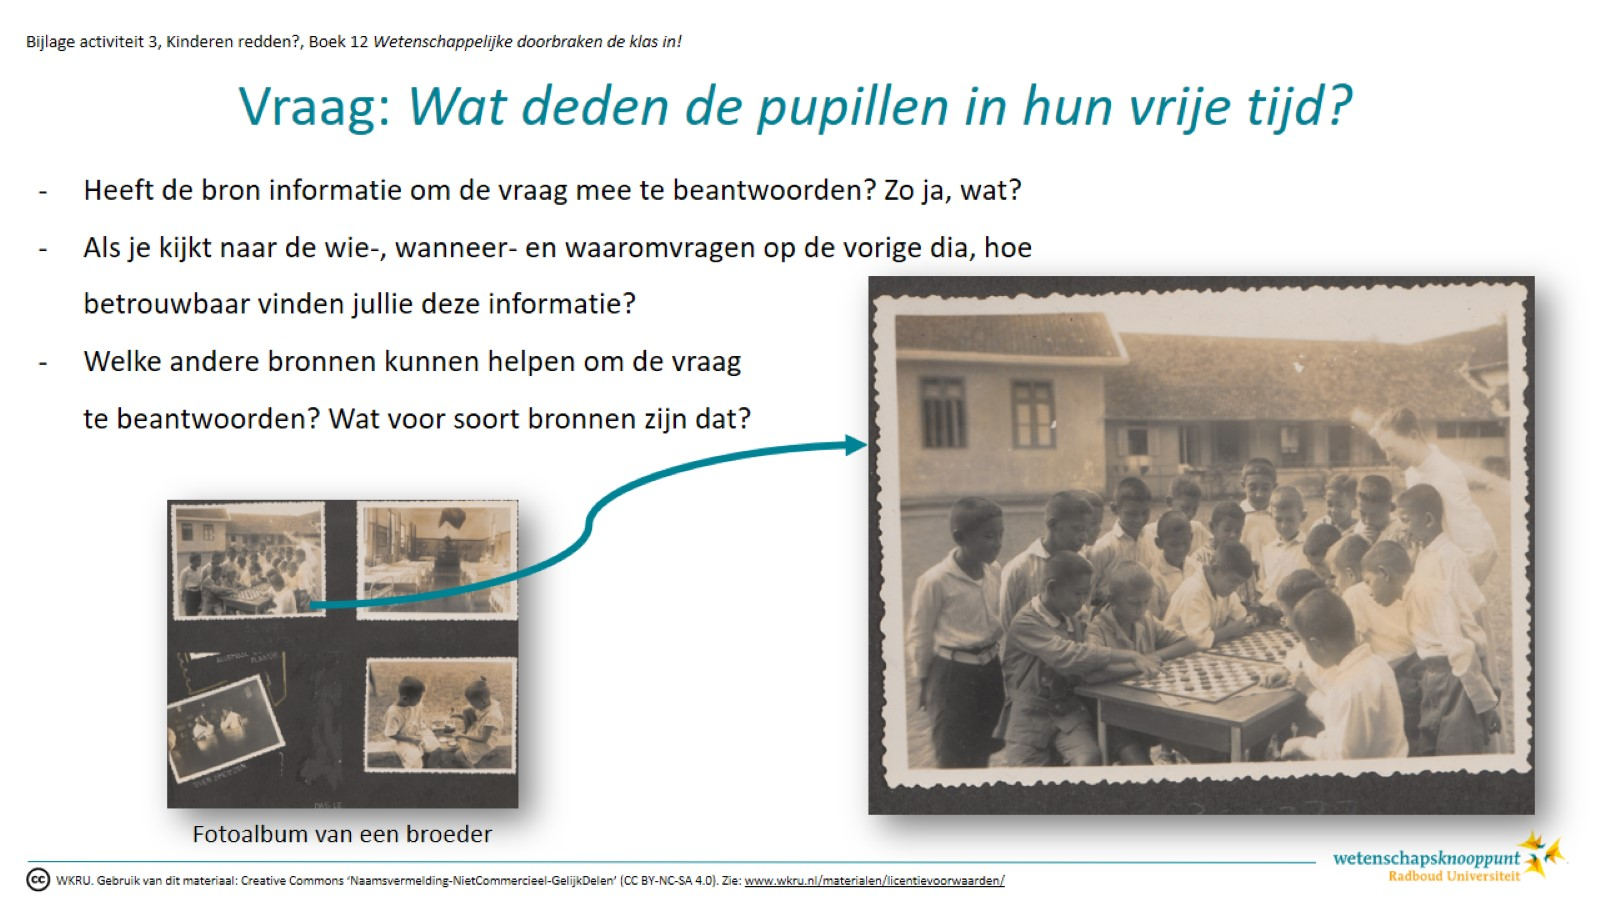 Bijlage activiteit 3, Kinderen redden?, Boek 12 Wetenschappelijke doorbraken de klas in!
Vraag: Wat deden de pupillen in hun vrije tijd?
- Heeft de bron informatie om de vraag mee te beantwoorden? Zo ja, wat?
- Als je kijkt naar de wie-, wanneer- en waaromvragen op de vorige dia, hoe
betrouwbaar vinden jullie deze informatie?
- Welke andere bronnen kunnen helpen om de vraag
te beantwoorden? Wat voor soort bronnen zijn dat?
Fotoalbum van een broeder
wetenschapsknooppunt
Radboud Universiteit
cc WKRU. Gebruik van dit materiaal: Creative Commons 'Naamsvermelding-NietCommercieel-GelijkDelen' (CC BY-NC-SA 4.0). Zie: www.wkru.nl/materialen/licentievoorwaarden/